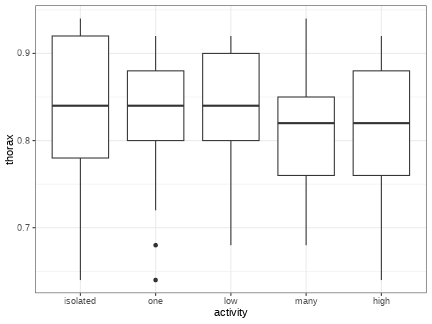 0.9
0.8
0.7
thorax
isolated one low many high
activity